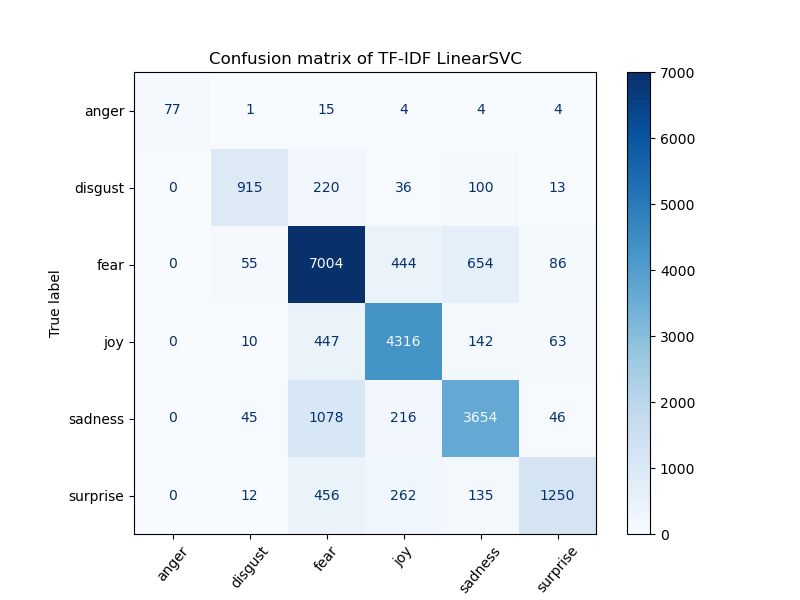 Confusion matrix of TF-IDF LinearSVC
anger 77 1 15 4 4 4
disgust 0 915 220 36 100 13
fear 0 55 7004 444 654 86
joy 0 10 447 4316 142 63
sadness 0 45 1078 216 3654 46
surprise 0 12 456 262 135 1250
anger disgust fear joy sadness surprise
True label
7000
6000
5000
4000
3000
2000
1000
0